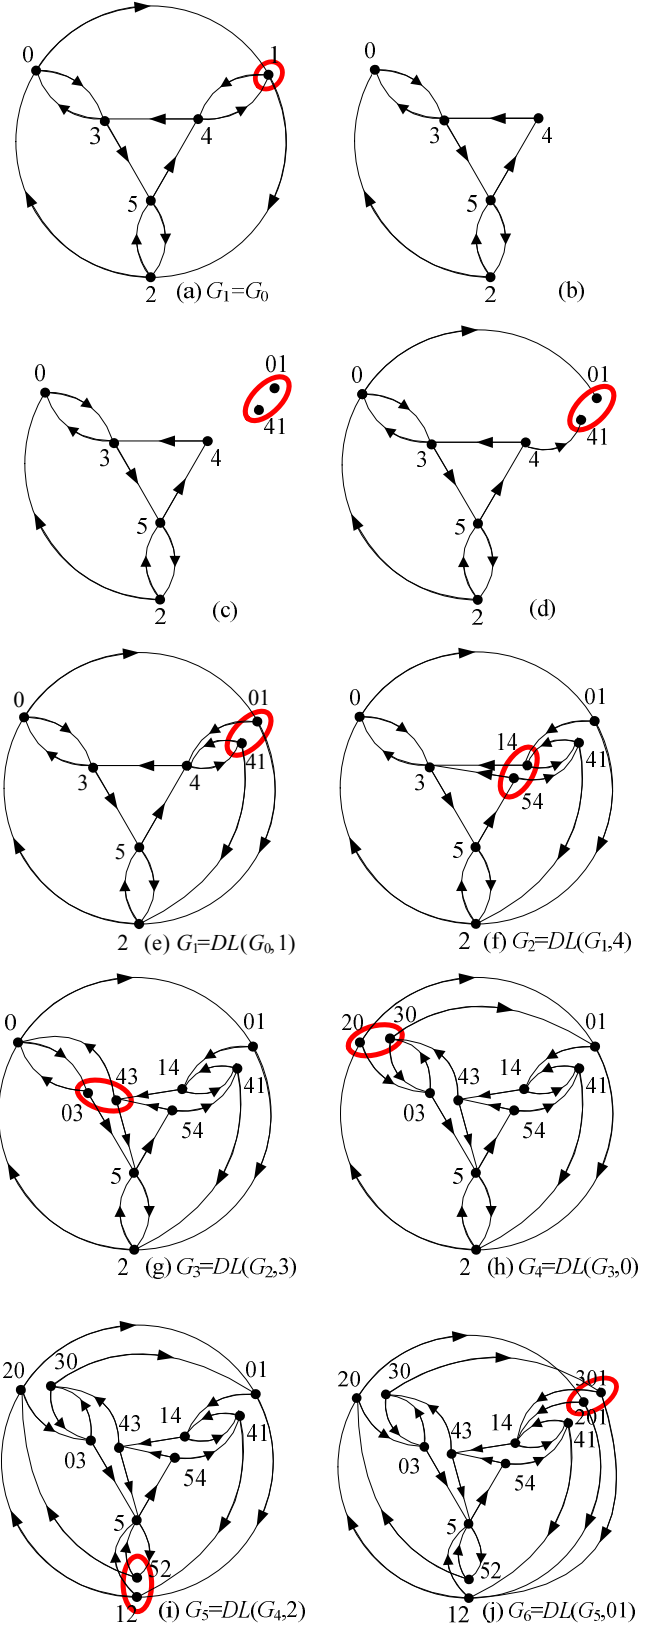 0 1
3 4
5
2
(a) G1=G0
0
3 4
5
2
(b)
0 01
41
3 4
5
2
(c)
0 01
41
3 4
5
2
(d)
0 01
41
3 4
5
2 (e) G1=DL(G0,1)
0 01
14 41
3 54
5
2 (f) G2=DL(G1,4)
0 01
43 14 41
03 54
5
2 (g) G3=DL(G2,3)
20 30 01
43 14 41
03 54
5
2 (h) G4=DL(G3,0)
20 30 01
43 14 41
03 54
5
52
12 (i) G5=DL(G4,2)
20 30 301
201
43 14 41
03 54
5
52
12 (j) G6=DL(G5,01)